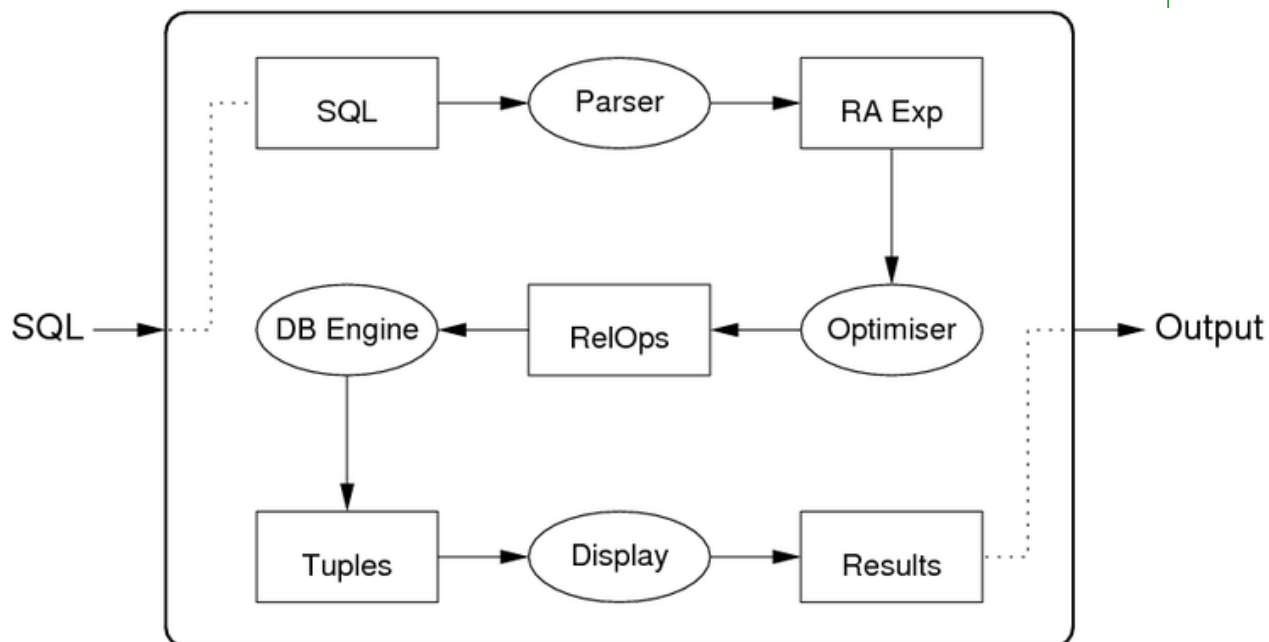 SQL
Parser
RA Exp
SQL
DB Engine
RelOps
Optimiser
Output
Tuples
Display
Results